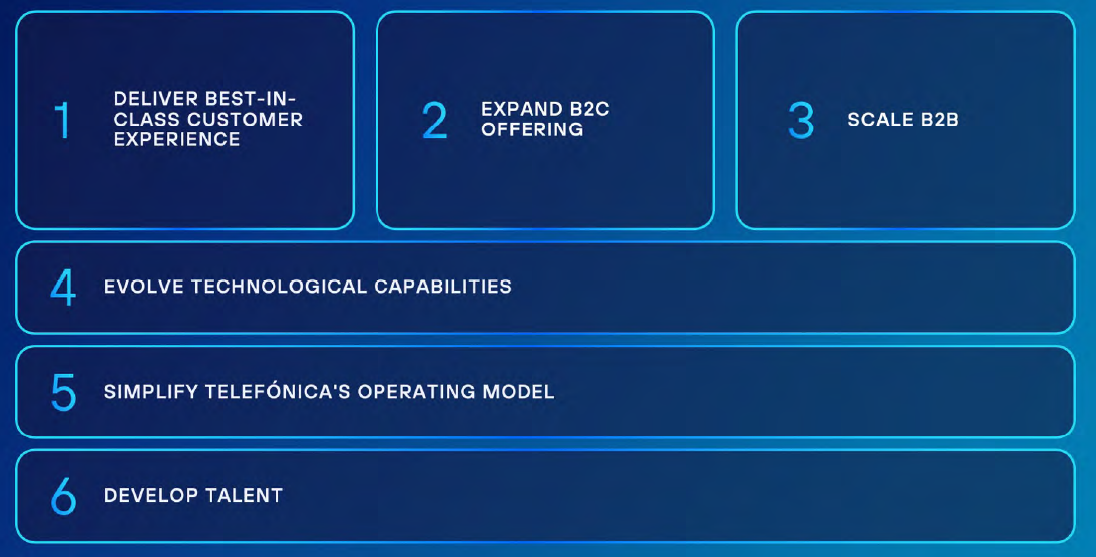 1
DELIVER BEST-IN-
CLASS CUSTOMER
EXPERIENCE
2
EXPAND B2C
OFFERING
3
SCALE B2B
4
EVOLVE TECHNOLOGICAL CAPABILITIES
5
SIMPLIFY TELEFÓNICA'S OPERATING MODEL
6
DEVELOP TALENT